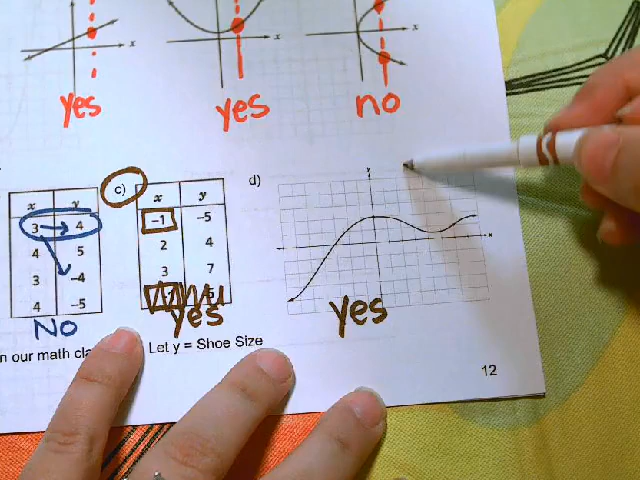 x x x
yes yes no
c) d)
x y x y y
3 4 -1 -5
4 5 2 4
3 -4 3 7
4 -5
x
NO yes yes
n our math cla Let y = Shoe Size
12